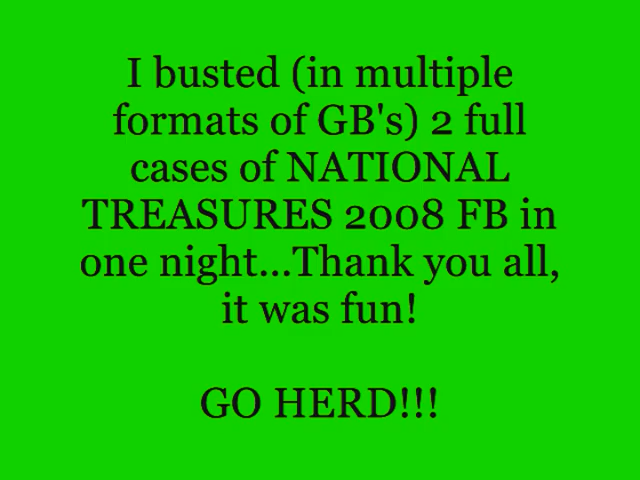 I busted (in multiple
formats of GB's) 2 full
cases of NATIONAL
TREASURES 2008 FB in
one night...Thank you all,
it was fun!
GO HERD!!!